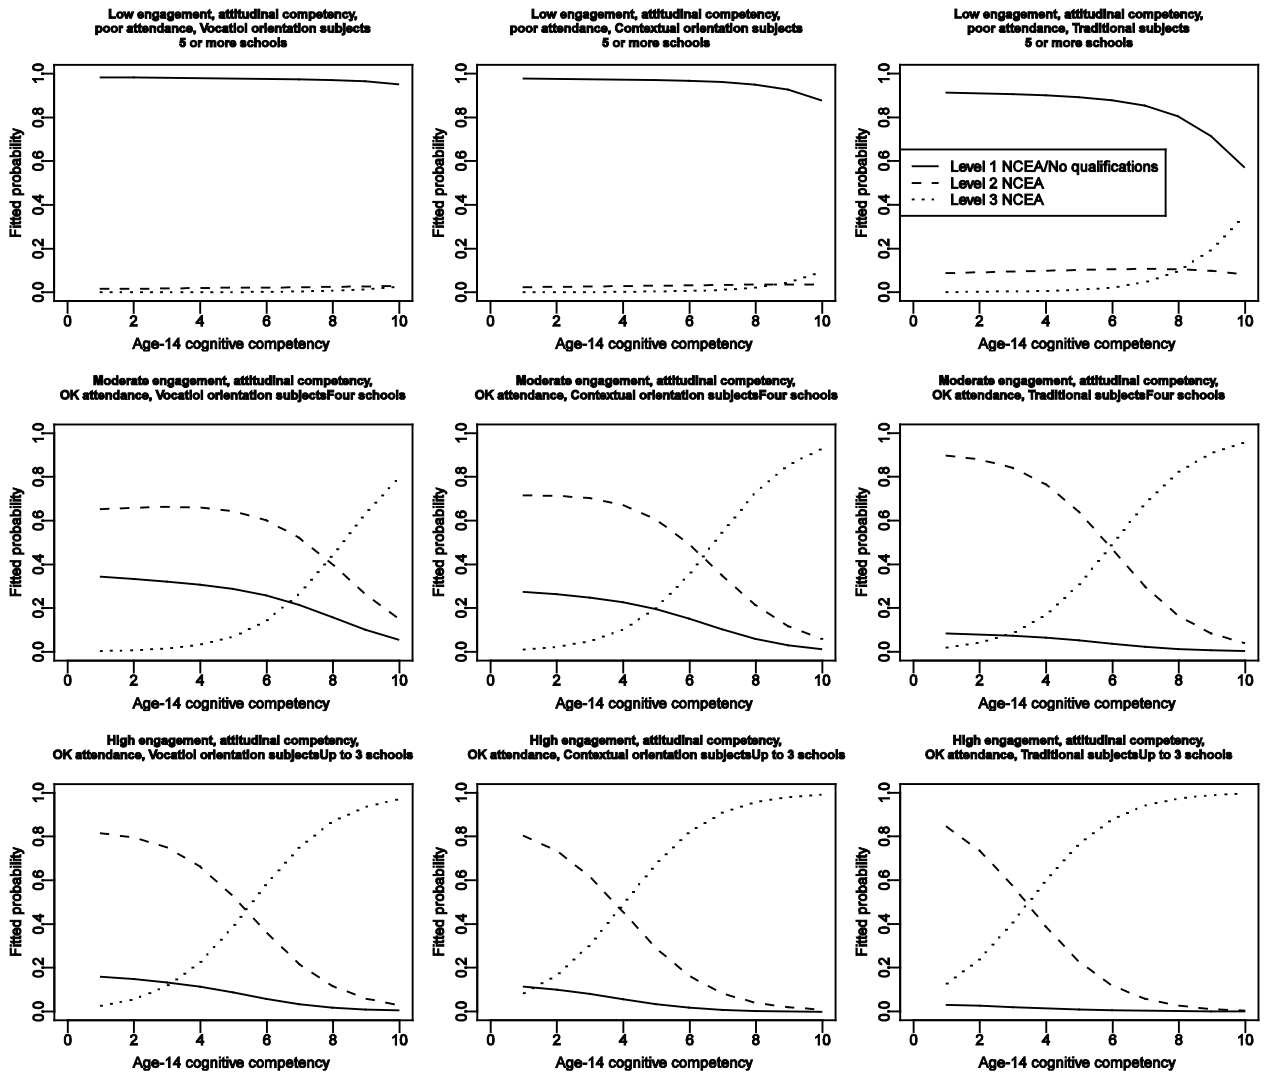 Low engagement, attitudinal competency,
poor attendance, Vocatiol orientation subjects
5 or more schools
Fitted probability
1.0
0.8
0.6
0.4
0.2
0.0
0 2 4 6 8 10
Age-14 cognitive competency
Low engagement, attitudinal competency,
poor attendance, Contextual orientation subjects
5 or more schools
Fitted probability
1.0
0.8
0.6
0.4
0.2
0.0
0 2 4 6 8 10
Age-14 cognitive competency
Low engagement, attitudinal competency,
poor attendance, Traditional subjects
5 or more schools
Fitted probability
1.0
0.8
0.6
0.4
0.2
0.0
Level 1 NCEA/No qualifications
Level 2 NCEA
Level 3 NCEA
0 2 4 6 8 10
Age-14 cognitive competency
Moderate engagement, attitudinal competency,
OK attendance, Vocatiol orientation subjectsFour schools
Fitted probability
1.0
0.8
0.6
0.4
0.2
0.0
0 2 4 6 8 10
Age-14 cognitive competency
Moderate engagement, attitudinal competency,
OK attendance, Contextual orientation subjectsFour schools
Fitted probability
1.0
0.8
0.6
0.4
0.2
0.0
0 2 4 6 8 10
Age-14 cognitive competency
Moderate engagement, attitudinal competency,
OK attendance, Traditional subjectsFour schools
Fitted probability
1.0
0.8
0.6
0.4
0.2
0.0
0 2 4 6 8 10
Age-14 cognitive competency
High engagement, attitudinal competency,
OK attendance, Vocatiol orientation subjectsUp to 3 schools
Fitted probability
1.0
0.8
0.6
0.4
0.2
0.0
0 2 4 6 8 10
Age-14 cognitive competency
High engagement, attitudinal competency,
OK attendance, Contextual orientation subjectsUp to 3 schools
Fitted probability
1.0
0.8
0.6
0.4
0.2
0.0
0 2 4 6 8 10
Age-14 cognitive competency
High engagement, attitudinal competency,
OK attendance, Traditional subjectsUp to 3 schools
Fitted probability
1.0
0.8
0.6
0.4
0.2
0.0
0 2 4 6 8 10
Age-14 cognitive competency